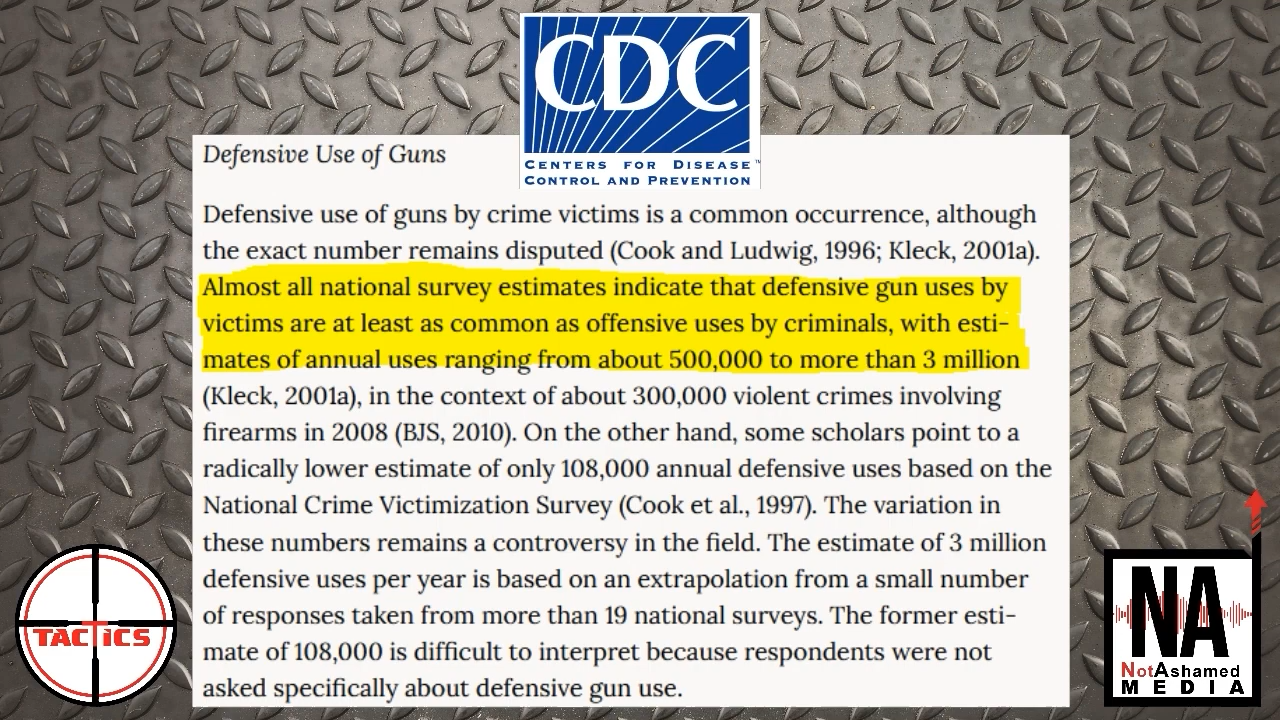 CDC
CENTERS FOR DISEASE™
CONTROL AND PREVENTION
Defensive Use of Guns
Defensive use of guns by crime victims is a common occurrence, although
the exact number remains disputed (Cook and Ludwig, 1996; Kleck, 2001a).
Almost all national survey estimates indicate that defensive gun uses by
victims are at least as common as offensive uses by criminals, with esti-
mates of annual uses ranging from about 500,000 to more than 3 million
(Kleck, 2001a), in the context of about 300,000 violent crimes involving
firearms in 2008 (BJS, 2010). On the other hand, some scholars point to a
radically lower estimate of only 108,000 annual defensive uses based on the
National Crime Victimization Survey (Cook et al., 1997). The variation in
these numbers remains a controversy in the field. The estimate of 3 million
defensive uses per year is based on an extrapolation from a small number
of responses taken from more than 19 national surveys. The former esti-
mate of 108,000 is difficult to interpret because respondents were not
asked specifically about defensive gun use.
TACTICS
NA
NotAshamed
MEDIA